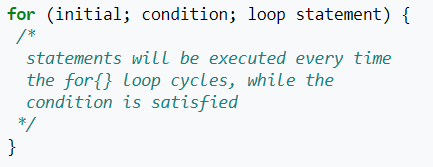 for (initial; condition; loop statement) {
/*
statements will be executed every time
the for{} loop cycles, while the
condition is satisfied
*/
}